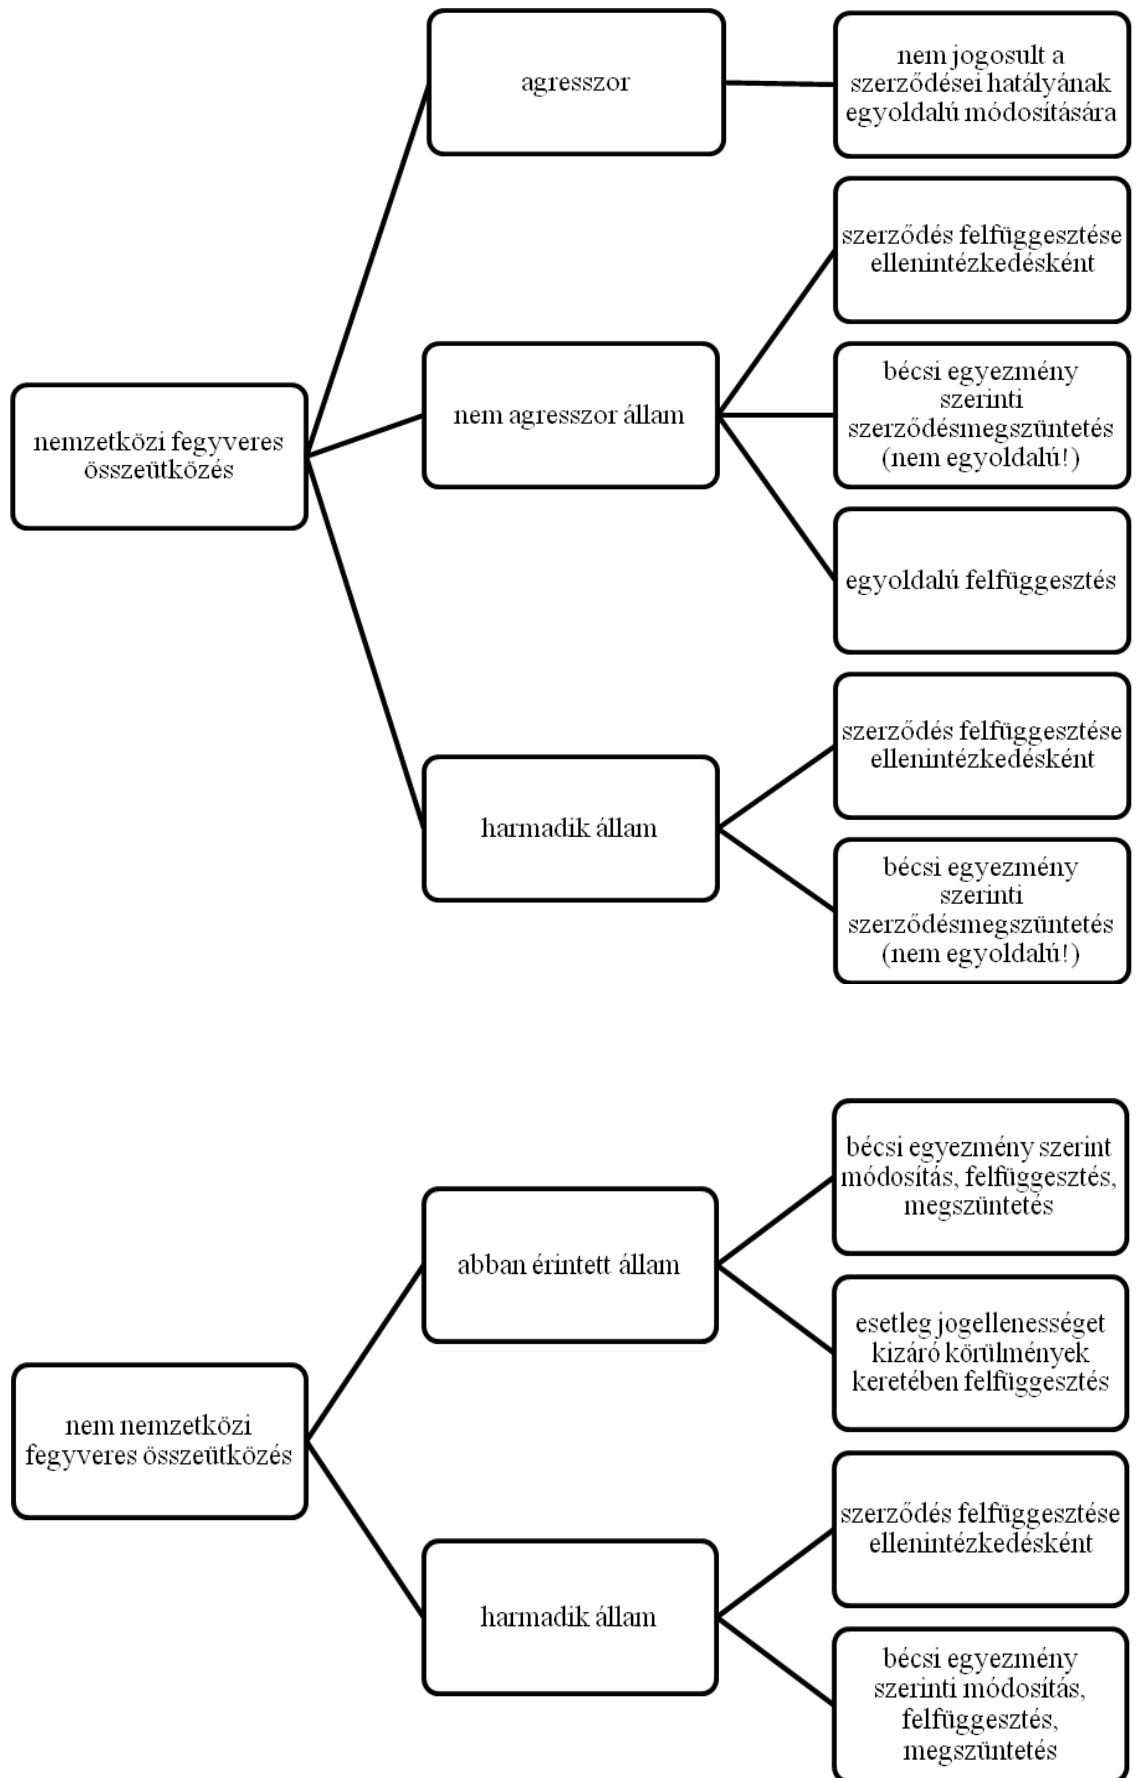 nemzetközi fegyveres
összeütközés
agresszor
nem jogosult a
szerződései hatályának
egyoldalú módosítására
nem agresszor állam
szerződés felfüggesztése
ellenintézkedésként
bécsi egyezmény
szerinti
szerződésmegszüntetés
(nem egyoldalú!)
egyoldalú felfüggesztés
harmadik állam
szerződés felfüggesztése
ellenintézkedésként
bécsi egyezmény
szerinti
szerződésmegszüntetés
(nem egyoldalú!)
nem nemzetközi
fegyveres összeütközés
abban érintett állam
bécsi egyezmény szerint
módosítás, felfüggesztés,
megszüntetés
esetleg jogellenességet
kizáró körülmények
keretében felfüggesztés
harmadik állam
szerződés felfüggesztése
ellenintézkedésként
bécsi egyezmény
szerinti módosítás,
felfüggesztés,
megszüntetés